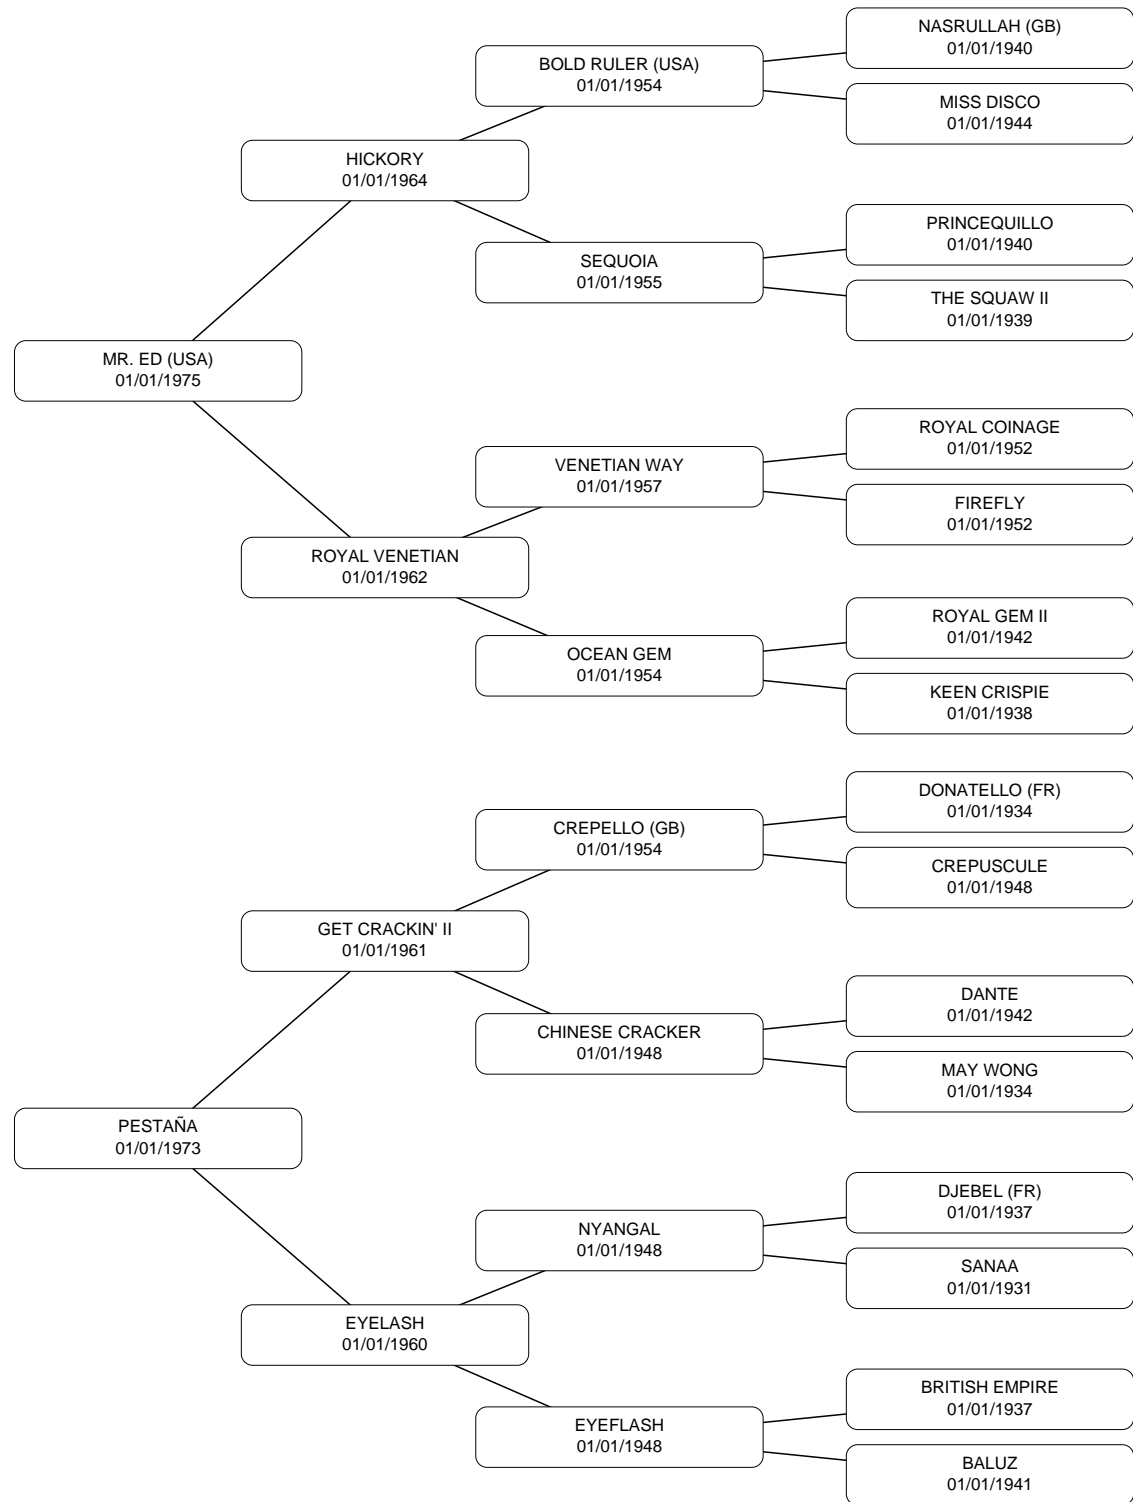 NASRULLAH (GB)
01/01/1940
BOLD RULER (USA)
01/01/1954
MISS DISCO
01/01/1944
HICKORY
01/01/1964
PRINCEQUILLO
01/01/1940
SEQUOIA
01/01/1955
THE SQUAW II
01/01/1939
MR. ED (USA)
01/01/1975
ROYAL COINAGE
01/01/1952
VENETIAN WAY
01/01/1957
FIREFLY
01/01/1952
ROYAL VENETIAN
01/01/1962
ROYAL GEM II
01/01/1942
OCEAN GEM
01/01/1954
KEEN CRISPIE
01/01/1938
DONATELLO (FR)
01/01/1934
CREPELLO (GB)
01/01/1954
CREPUSCULE
01/01/1948
GET CRACKIN' II
01/01/1961
DANTE
01/01/1942
CHINESE CRACKER
01/01/1948
MAY WONG
01/01/1934
PESTAÑA
01/01/1973
DJEBEL (FR)
01/01/1937
NYANGAL
01/01/1948
SANAA
01/01/1931
EYELASH
01/01/1960
BRITISH EMPIRE
01/01/1937
EYEFLASH
01/01/1948
BALUZ
01/01/1941